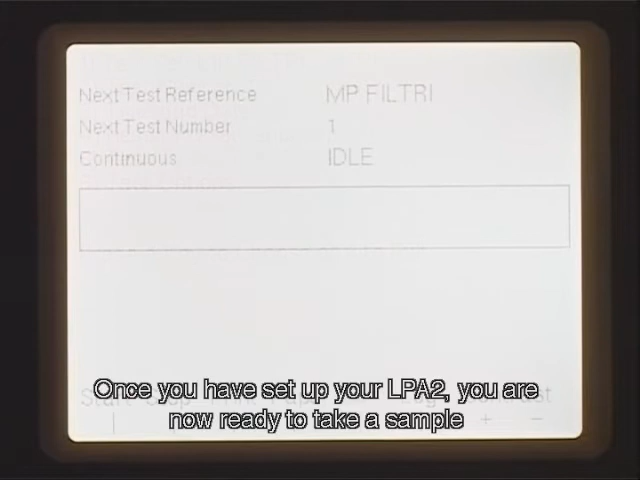 Next Test Reference MP FILTRI
Next Test Number 1
Continuous IDLE
Once you have set up your LPA2, you are
now ready to take a sample
+ -